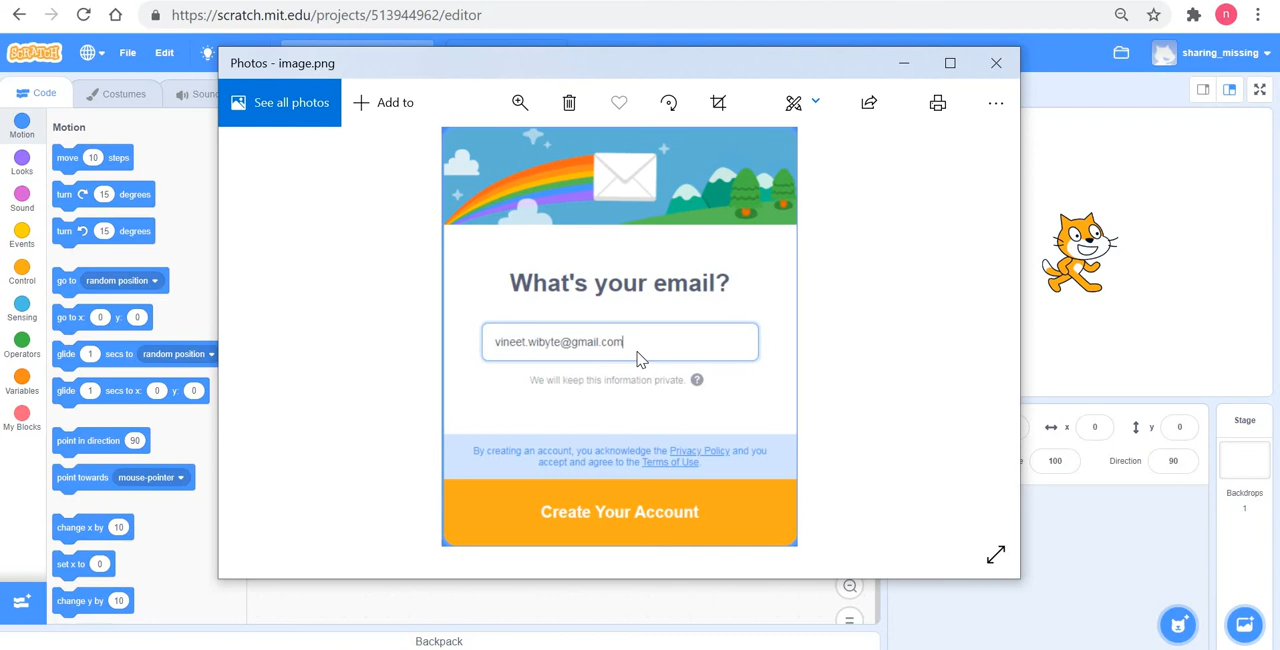 https://scratch.mit.edu/projects/513944962/editor
n
SCRATCH
File
Edit
sharing_missing
Photos - image.png
See all photos
Add to
Code
Costumes
Motion
Looks
Sound
Events
Control
Sensing
Operators
Variables
My Blocks
Motion
move 10 steps
turn 15 degrees
turn 15 degrees
go to random position
go to x: 0 y: 0
glide 1 secs to random position
glide 1 secs to x: 0 y: 0
point in direction 90
point towards mouse-pointer
change x by 10
set x to 0
change y by 10
What's your email?
vineet.wibyte@gmail.com
We will keep this information private. ?
By creating an account, you acknowledge the Privacy Policy and you
accept and agree to the Terms of Use.
Create Your Account
x 0 y 0
100 Direction 90
Stage
Backdrops
1
Backpack